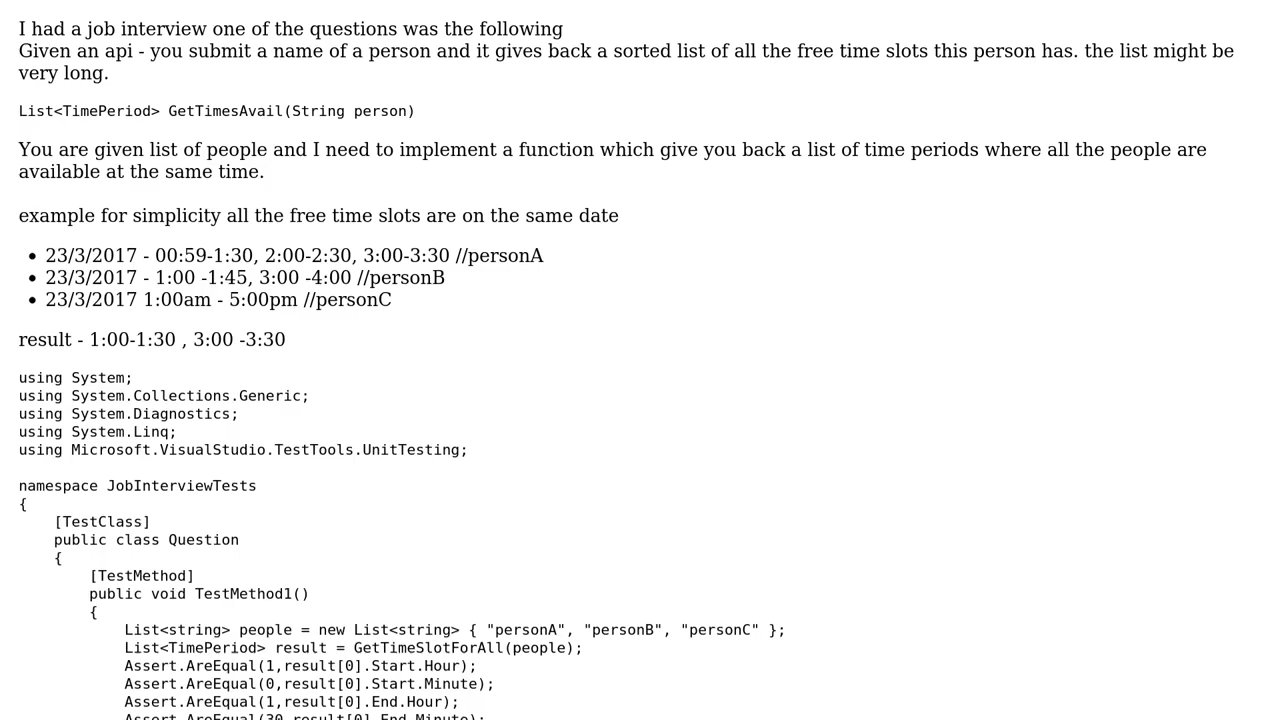 I had a job interview one of the questions was the following
Given an api - you submit a name of a person and it gives back a sorted list of all the free time slots this person has. the list might be
very long.
List<TimePeriod> GetTimesAvail(String person)
You are given list of people and I need to implement a function which give you back a list of time periods where all the people are
available at the same time.
example for simplicity all the free time slots are on the same date
• 23/3/2017 - 00:59-1:30, 2:00-2:30, 3:00-3:30 //personA
• 23/3/2017 - 1:00 -1:45, 3:00 -4:00 //personB
• 23/3/2017 1:00am - 5:00pm //personC
result - 1:00-1:30 , 3:00 -3:30
using System;
using System.Collections.Generic;
using System.Diagnostics;
using System.Linq;
using Microsoft.VisualStudio.TestTools.UnitTesting;
namespace JobInterviewTests
{
    [TestClass]
    public class Question
    {
        [TestMethod]
        public void TestMethod1()
        {
            List<string> people = new List<string> { "personA", "personB", "personC" };
            List<TimePeriod> result = GetTimeSlotForAll(people);
            Assert.AreEqual(1,result[0].Start.Hour);
            Assert.AreEqual(0,result[0].Start.Minute);
            Assert.AreEqual(1,result[0].End.Hour);
            Assert.AreEqual(30,result[0].End.Minute);